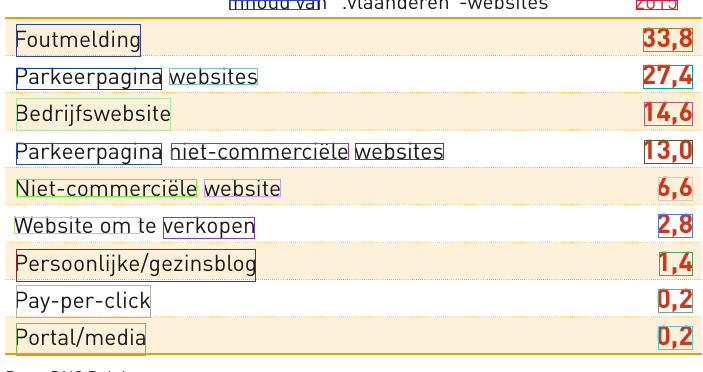 inhoud van ".vlaanderen"-websites 2015
Foutmelding 33,8
Parkeerpagina websites 27,4
Bedrijfswebsite 14,6
Parkeerpagina niet-commerciële websites 13,0
Niet-commerciële website 6,6
Website om te verkopen 2,8
Persoonlijke/gezinsblog 1,4
Pay-per-click 0,2
Portal/media 0,2